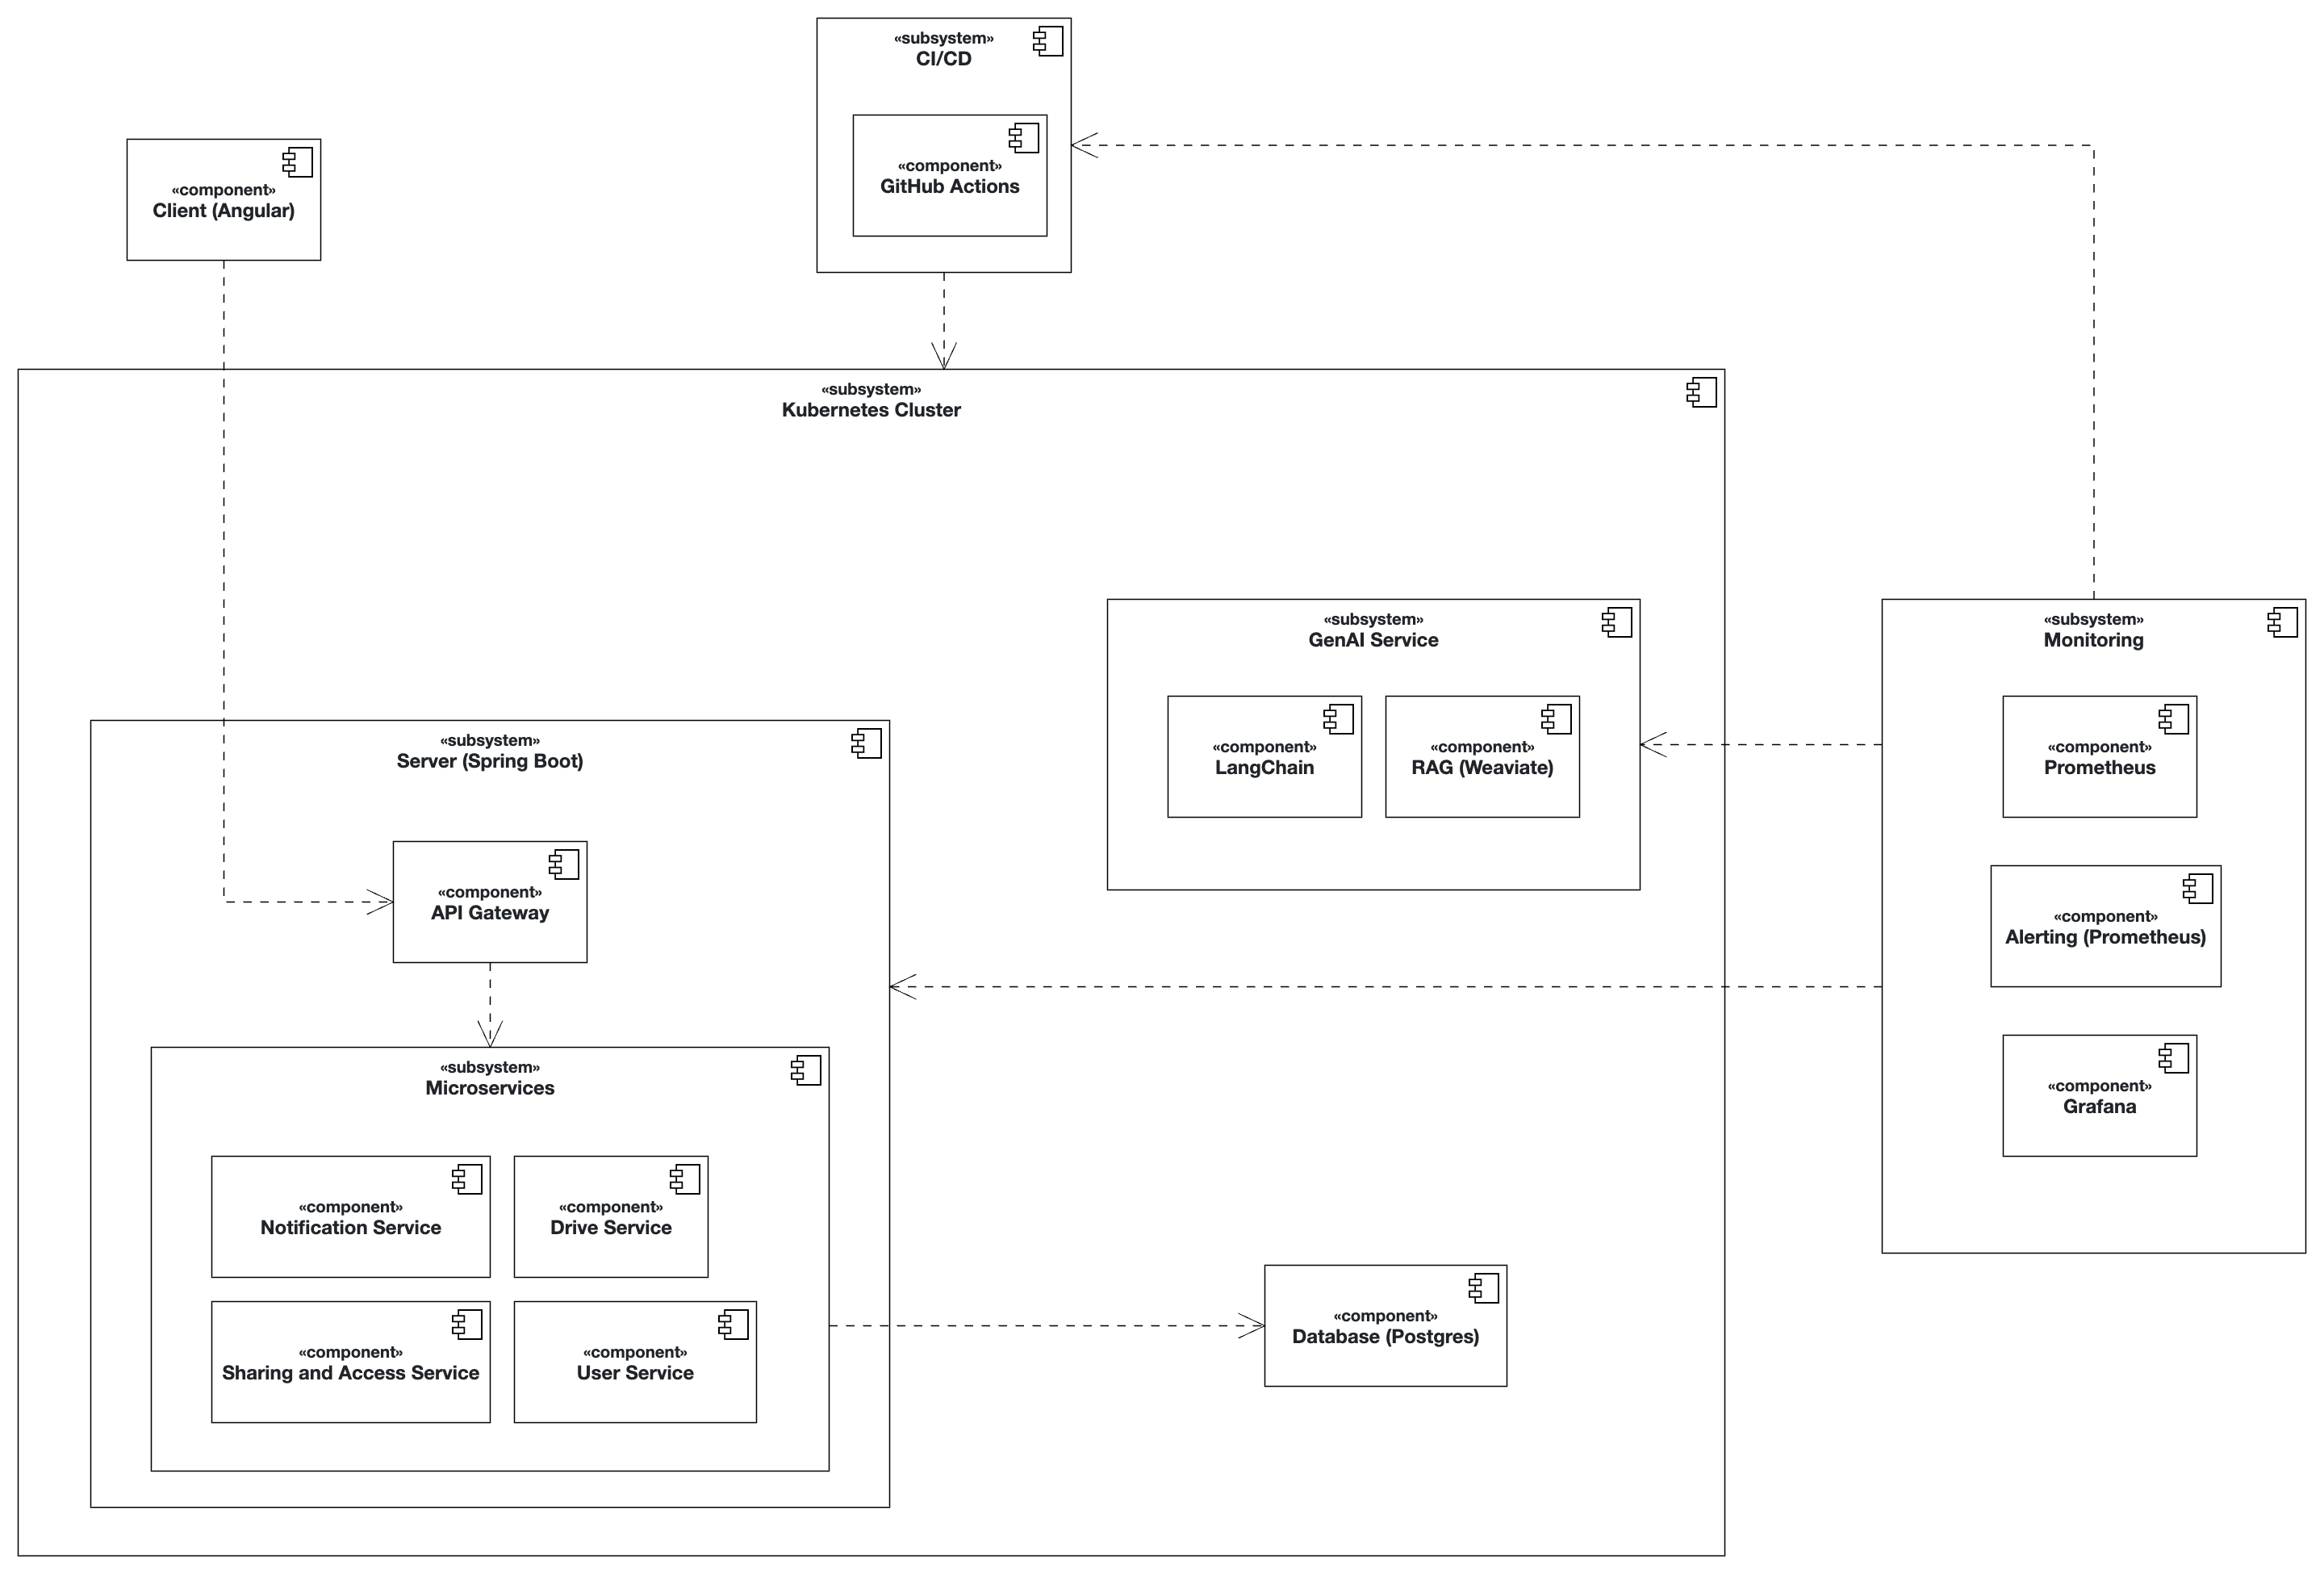 «subsystem»
CI/CD
«component»
GitHub Actions
«component»
Client (Angular)
«subsystem»
Kubernetes Cluster
«subsystem»
GenAI Service
«component»
LangChain
«component»
RAG (Weaviate)
«subsystem»
Monitoring
«component»
Prometheus
«component»
Alerting (Prometheus)
«component»
Grafana
«subsystem»
Server (Spring Boot)
«component»
API Gateway
«subsystem»
Microservices
«component»
Notification Service
«component»
Drive Service
«component»
Sharing and Access Service
«component»
User Service
«component»
Database (Postgres)